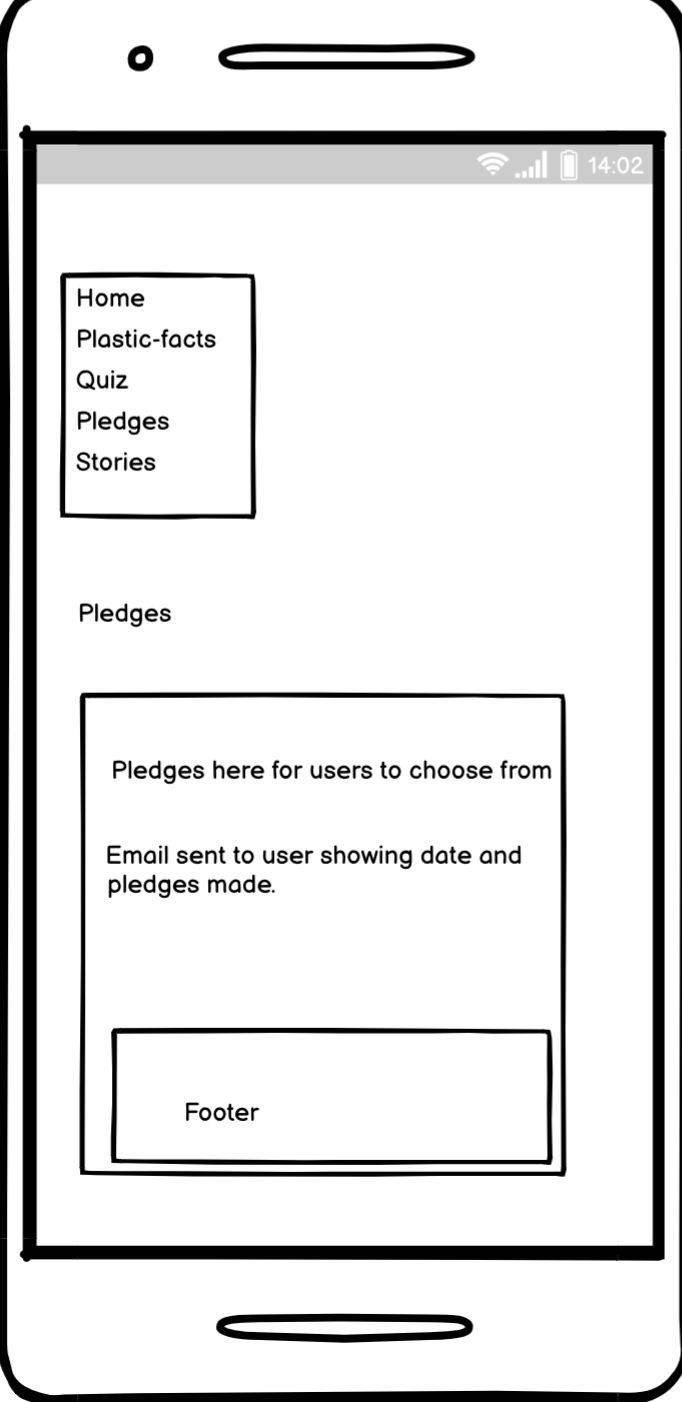 14:02
Home
Plastic-facts
Quiz
Pledges
Stories
Pledges
Pledges here for users to choose from
Email sent to user showing date and
pledges made.
Footer